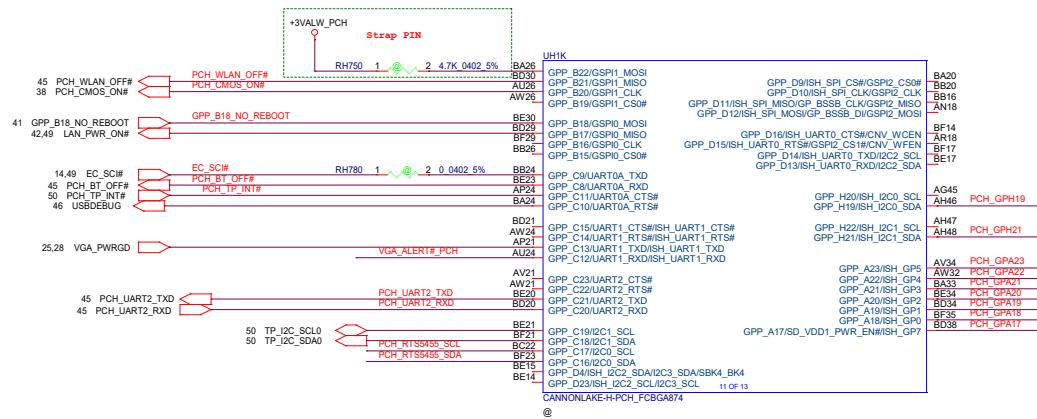 +3VALW_PCH
Strap PIN
UH1K
RH750 1 @ 2 4.7K_0402_5% BA26 GPP_B22/GSPI1_MOSI
45 PCH_WLAN_OFF# PCH_WLAN_OFF# BD30 GPP_B21/GSPI1_MISO GPP_D9/ISH_SPI_CS#/GSPI2_CS0# BA20
38 PCH_CMOS_ON# PCH_CMOS_ON# AU26 GPP_B20/GSPI1_CLK GPP_D10/ISH_SPI_CLK/GSPI2_CLK BB20
AW26 GPP_B19/GSPI1_CS0# GPP_D11/ISH_SPI_MISO/GP_BSSB_CLK/GSPI2_MISO BB16
GPP_D12/ISH_SPI_MOSI/GP_BSSB_DI/GSPI2_MOSI AN18
41 GPP_B18_NO_REBOOT GPP_B18_NO_REBOOT BE30 GPP_B18/GSPI0_MOSI
42,49 LAN_PWR_ON# BD29 GPP_B17/GSPI0_MISO GPP_D16/ISH_UART0_CTS#/CNV_WCEN BF14
BF29 GPP_B16/GSPI0_CLK GPP_D15/ISH_UART0_RTS#/GSPI2_CS1#/CNV_WFEN AR18
BB26 GPP_B15/GSPI0_CS0# GPP_D14/ISH_UART0_TXD/I2C2_SCL BF17
GPP_D13/ISH_UART0_RXD/I2C2_SDA BE17
14,49 EC_SCI# EC_SCI# RH780 1 @ 2 0_0402_5% BB24 GPP_C9/UART0A_TXD
45 PCH_BT_OFF# PCH_BT_OFF# BE23 GPP_C8/UART0A_RXD
50 PCH_TP_INT# PCH_TP_INT# AP24 GPP_C11/UART0A_CTS# GPP_H20/ISH_I2C0_SCL AG45
46 USBDEBUG BA24 GPP_C10/UART0A_RTS# GPP_H19/ISH_I2C0_SDA AH46 PCH_GPH19
BD21 GPP_C15/UART1_CTS#/ISH_UART1_CTS# GPP_H22/ISH_I2C1_SCL AH47
AW24 GPP_C14/UART1_RTS#/ISH_UART1_RTS# GPP_H21/ISH_I2C1_SDA AH48 PCH_GPH21
25,28 VGA_PWRGD AP21 GPP_C13/UART1_TXD/ISH_UART1_TXD
VGA_ALERT#_PCH AU24 GPP_C12/UART1_RXD/ISH_UART1_RXD
GPP_A23/ISH_GP5 AV34 PCH_GPA23
AV21 GPP_C23/UART2_CTS# GPP_A22/ISH_GP4 AW32 PCH_GPA22
AW21 GPP_C22/UART2_RTS# GPP_A21/ISH_GP3 BA33 PCH_GPA21
45 PCH_UART2_TXD PCH_UART2_TXD BE20 GPP_C21/UART2_TXD GPP_A20/ISH_GP2 BE34 PCH_GPA20
45 PCH_UART2_RXD PCH_UART2_RXD BD20 GPP_C20/UART2_RXD GPP_A19/ISH_GP1 BD34 PCH_GPA19
GPP_A18/ISH_GP0 BF35 PCH_GPA18
50 TP_I2C_SCL0 BE21 GPP_C19/I2C1_SCL GPP_A17/SD_VDD1_PWR_EN#/ISH_GP7 BD38 PCH_GPA17
50 TP_I2C_SDA0 BF21 GPP_C18/I2C1_SDA
PCH_RTS5455_SCL BC22 GPP_C17/I2C0_SCL
PCH_RTS5455_SDA BF23 GPP_C16/I2C0_SDA
BE15 GPP_D4/ISH_I2C2_SDA/I2C3_SDA/SBK4_BK4
BE14 GPP_D23/ISH_I2C2_SCL/I2C3_SCL 11 OF 13
CANNONLAKE-H-PCH_FCBGA874
@